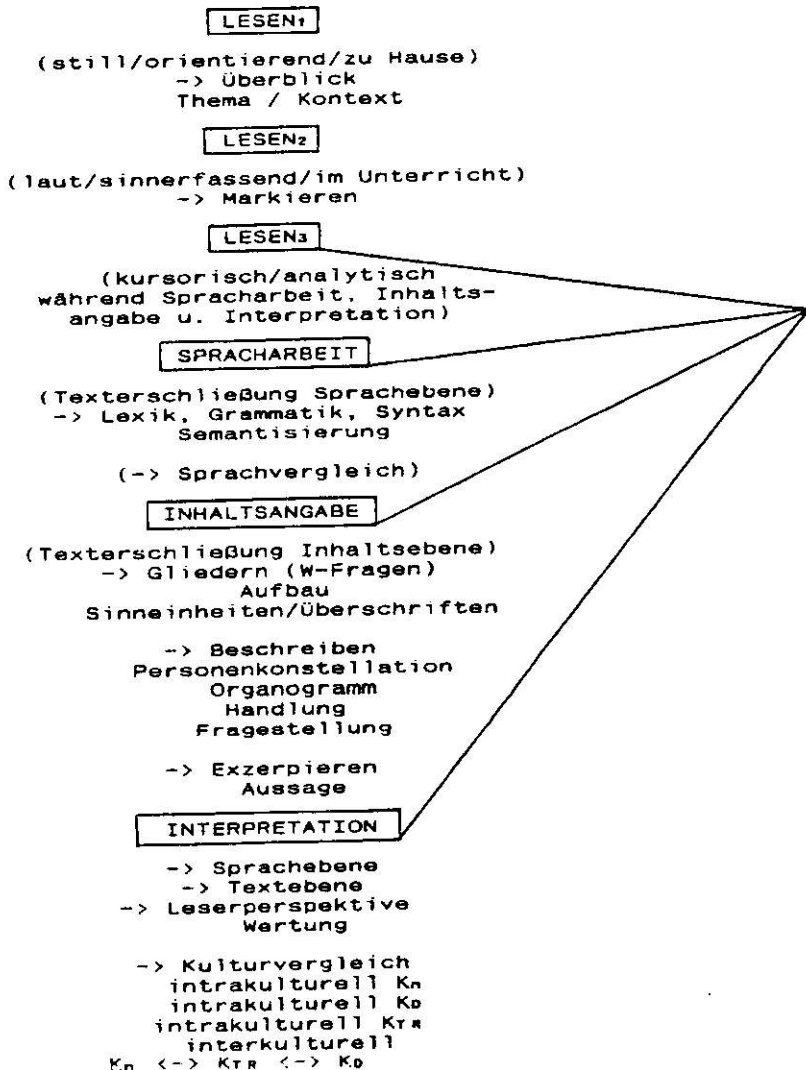 LESEN₁
(still/orientierend/zu Hause)
-> Überblick
Thema / Kontext
LESEN₂
(laut/sinnerfassend/im Unterricht)
-> Markieren
LESEN₃
(kursorisch/analytisch
während Spracharbeit, Inhalts-
angabe u. Interpretation)
SPRACHARBEIT
(Texterschließung Sprachebene)
-> Lexik, Grammatik, Syntax
Semantisierung
(-> Sprachvergleich)
INHALTSANGABE
(Texterschließung Inhaltsebene)
-> Gliedern (W-Fragen)
Aufbau
Sinneinheiten/Überschriften
-> Beschreiben
Personenkonstellation
Organogramm
Handlung
Fragestellung
-> Exzerpieren
Aussage
INTERPRETATION
-> Sprachebene
-> Textebene
-> Leserperspektive
Wertung
-> Kulturvergleich
intrakulturell Kn
intrakulturell KD
intrakulturell KTR
interkulturell
Kn <-> KTR <-> KD